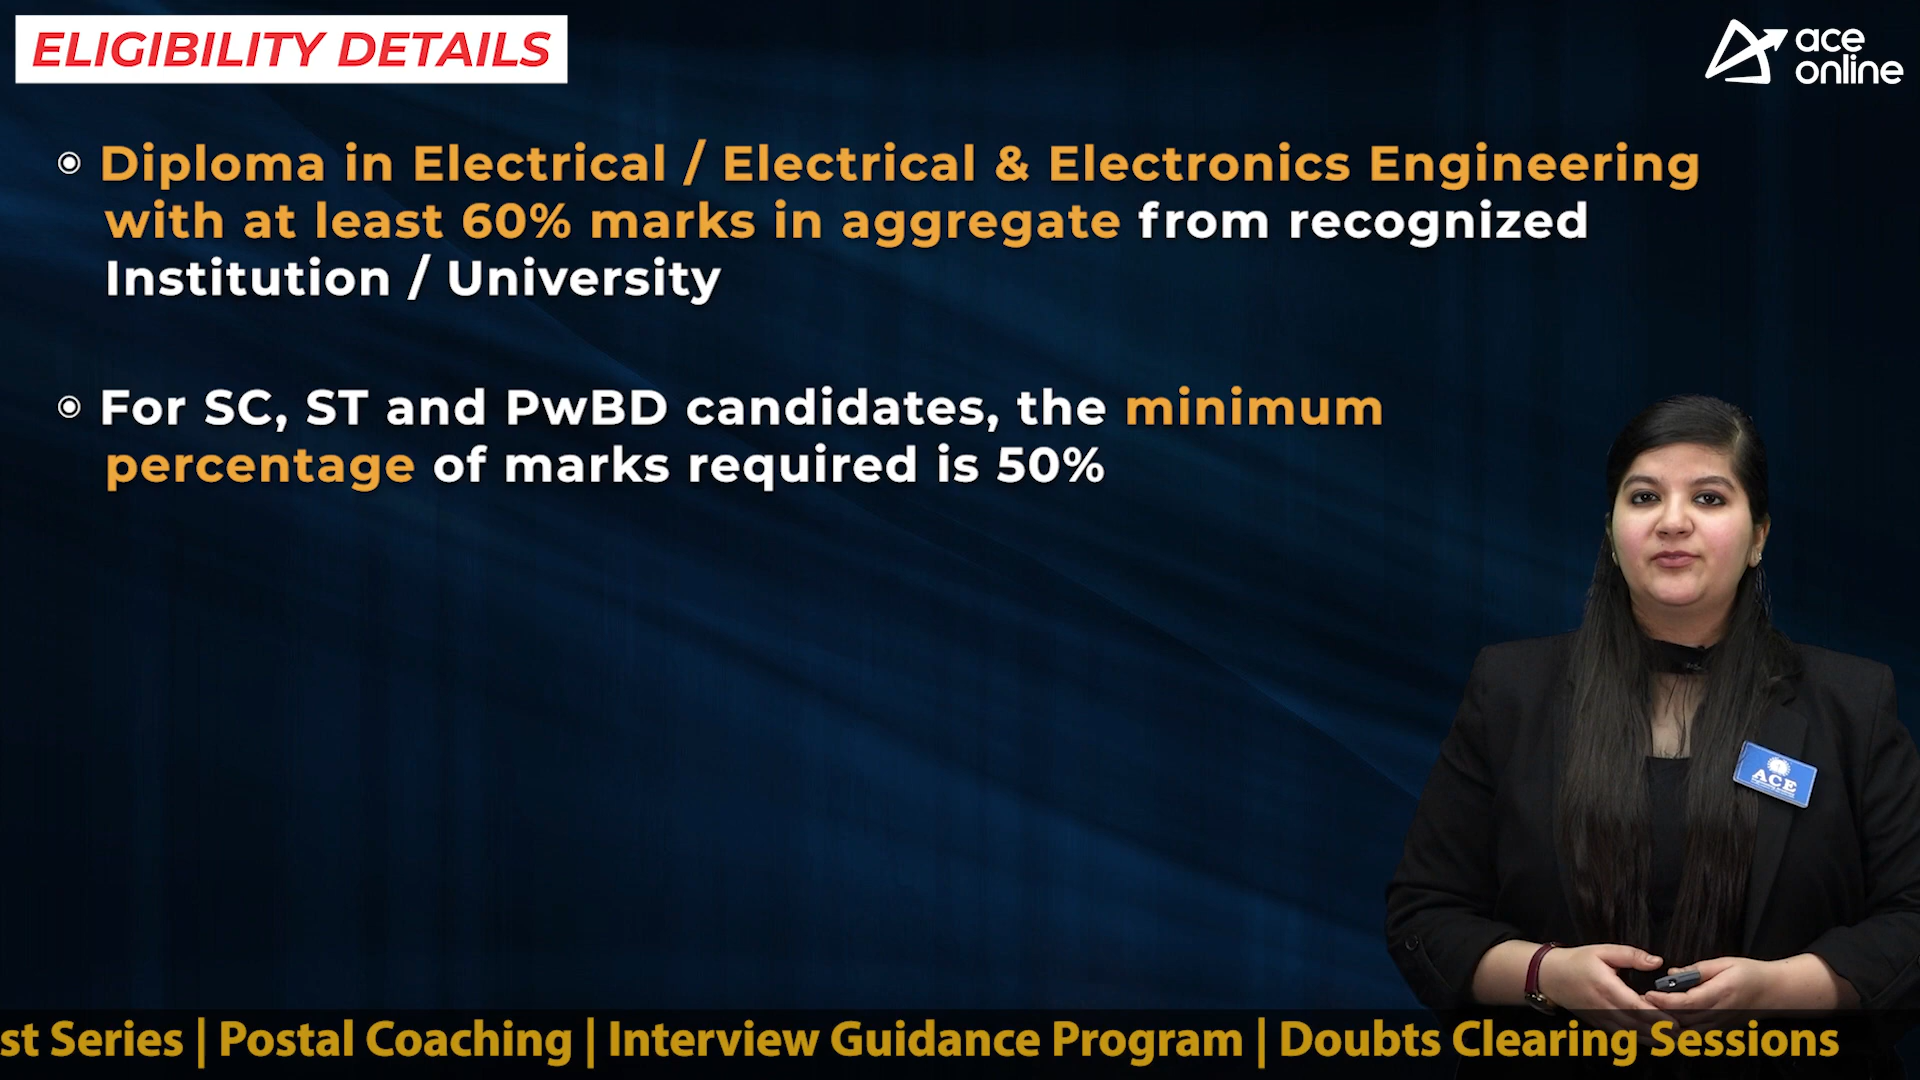 ELIGIBILITY DETAILS
ace
online
Diploma in Electrical / Electrical & Electronics Engineering
with at least 60% marks in aggregate from recognized
Institution / University
For SC, ST and PwBD candidates, the minimum
percentage of marks required is 50%
ACE
st Series | Postal Coaching | Interview Guidance Program | Doubts Clearing Sessions